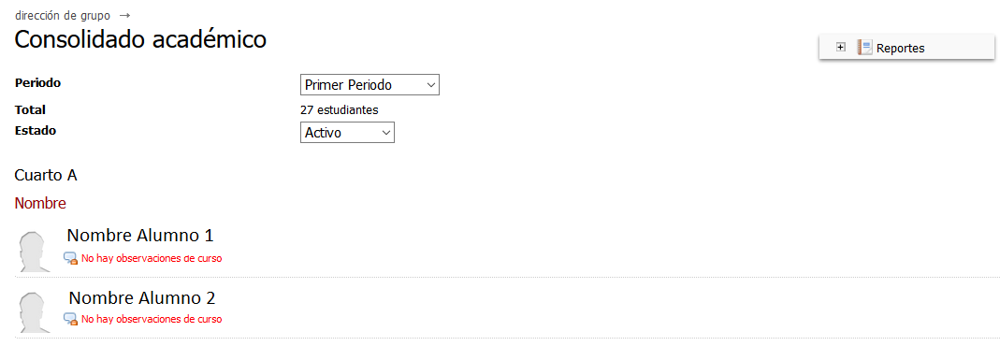 dirección de grupo →
Consolidado académico
Reportes
Periodo Primer Periodo
Total 27 estudiantes
Estado Activo
Cuarto A
Nombre
Nombre Alumno 1
No hay observaciones de curso
Nombre Alumno 2
No hay observaciones de curso